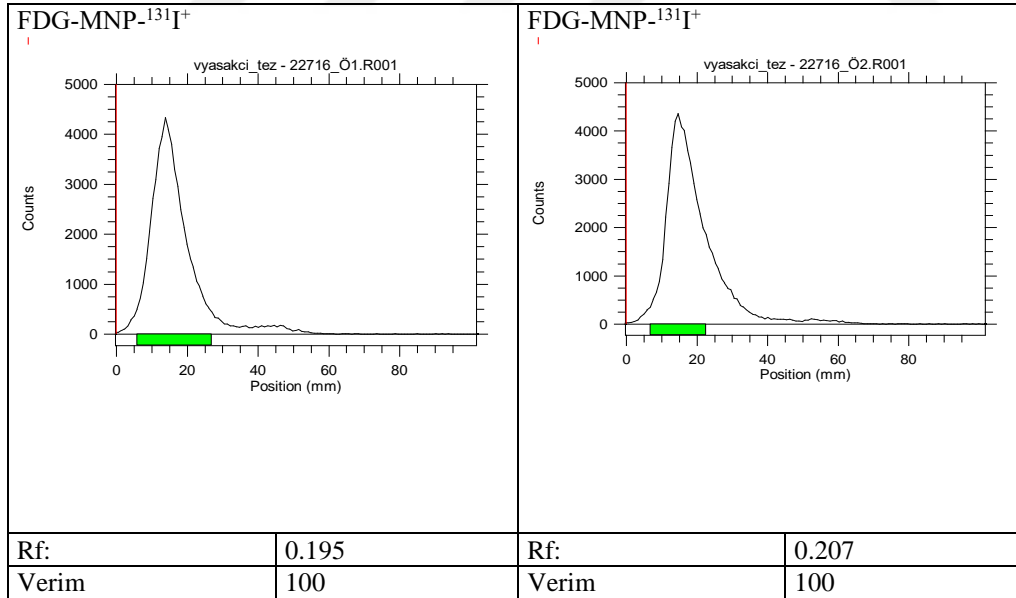 FDG-MNP-¹³¹I⁺
vyasakci_tez - 22716_Ö1.R001
5000
4000
3000
2000
1000
0
Counts
0 20 40 60 80
Position (mm)
FDG-MNP-¹³¹I⁺
vyasakci_tez - 22716_Ö2.R001
5000
4000
3000
2000
1000
0
Counts
0 20 40 60 80
Position (mm)
Rf: 0.195 Rf: 0.207
Verim 100 Verim 100